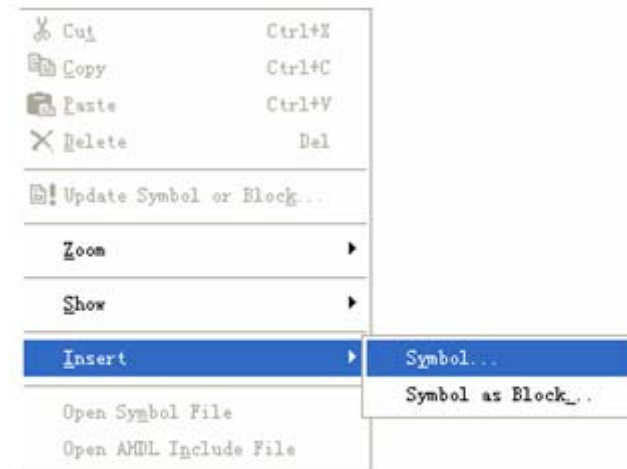 Cut Ctrl+X
Copy Ctrl+C
Paste Ctrl+V
Delete Del
Update Symbol or Block...
Zoom
Show
Insert Symbol...
Symbol as Block_..
Open Symbol File
Open AHDL Include File